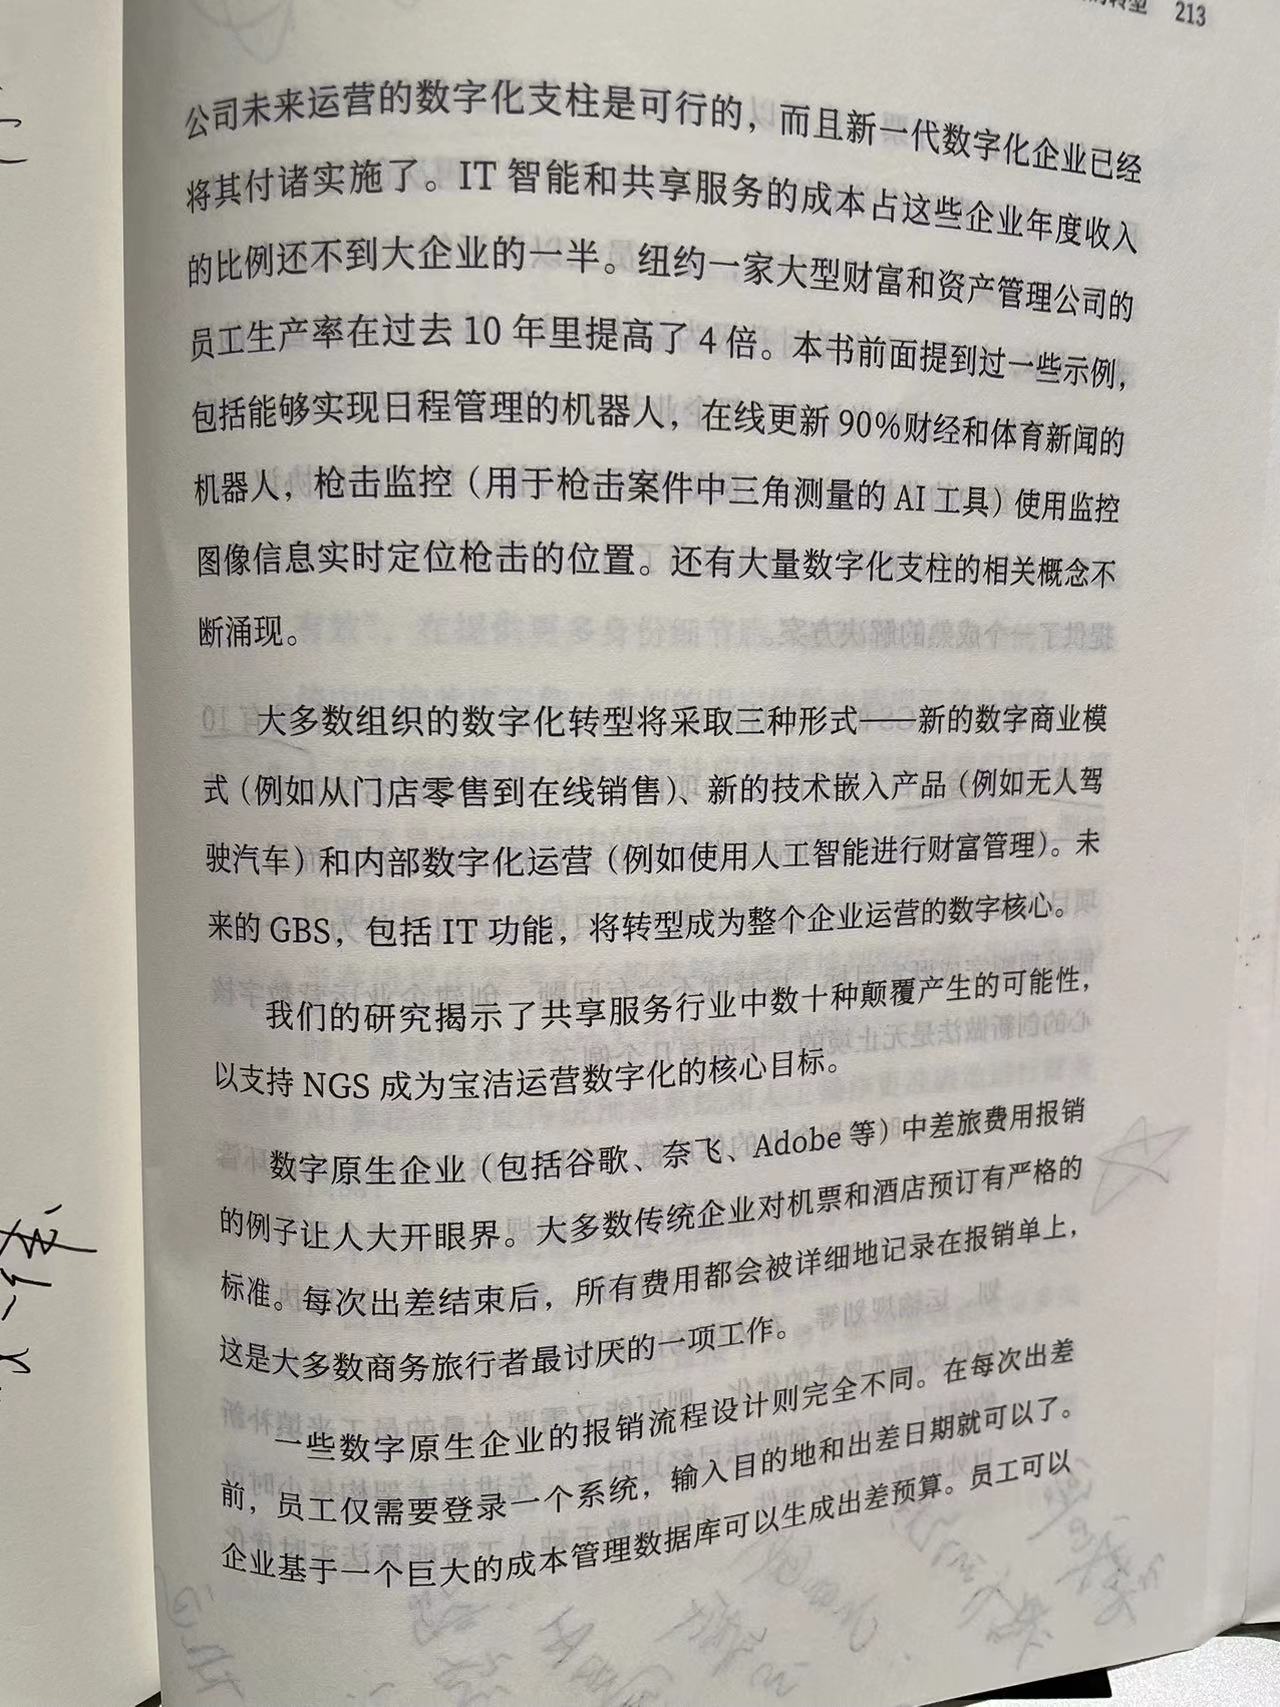 转型 213
公司未来运营的数字化支柱是可行的，而且新一代数字化企业已经
将其付诸实施了。IT 智能和共享服务的成本占这些企业年度收入
的比例还不到大企业的一半。纽约一家大型财富和资产管理公司的
员工生产率在过去 10 年里提高了 4 倍。本书前面提到过一些示例，
包括能够实现日程管理的机器人，在线更新 90%财经和体育新闻的
机器人，枪击监控（用于枪击案件中三角测量的 AI 工具）使用监控
图像信息实时定位枪击的位置。还有大量数字化支柱的相关概念不
断涌现。
大多数组织的数字化转型将采取三种形式——新的数字商业模
式（例如从门店零售到在线销售）、新的技术嵌入产品（例如无人驾
驶汽车）和内部数字化运营（例如使用人工智能进行财富管理）。未
来的 GBS，包括 IT 功能，将转型成为整个企业运营的数字核心。
我们的研究揭示了共享服务行业中数十种颠覆产生的可能性，
以支持 NGS 成为宝洁运营数字化的核心目标。
数字原生企业（包括谷歌、奈飞、Adobe 等）中差旅费用报销
的例子让人大开眼界。大多数传统企业对机票和酒店预订有严格的
标准。每次出差结束后，所有费用都会被详细地记录在报销单上，
这是大多数商务旅行者最讨厌的一项工作。
一些数字原生企业的报销流程设计则完全不同。在每次出差
前，员工仅需要登录一个系统，输入目的地和出差日期就可以了。
企业基于一个巨大的成本管理数据库可以生成出差预算。员工可以